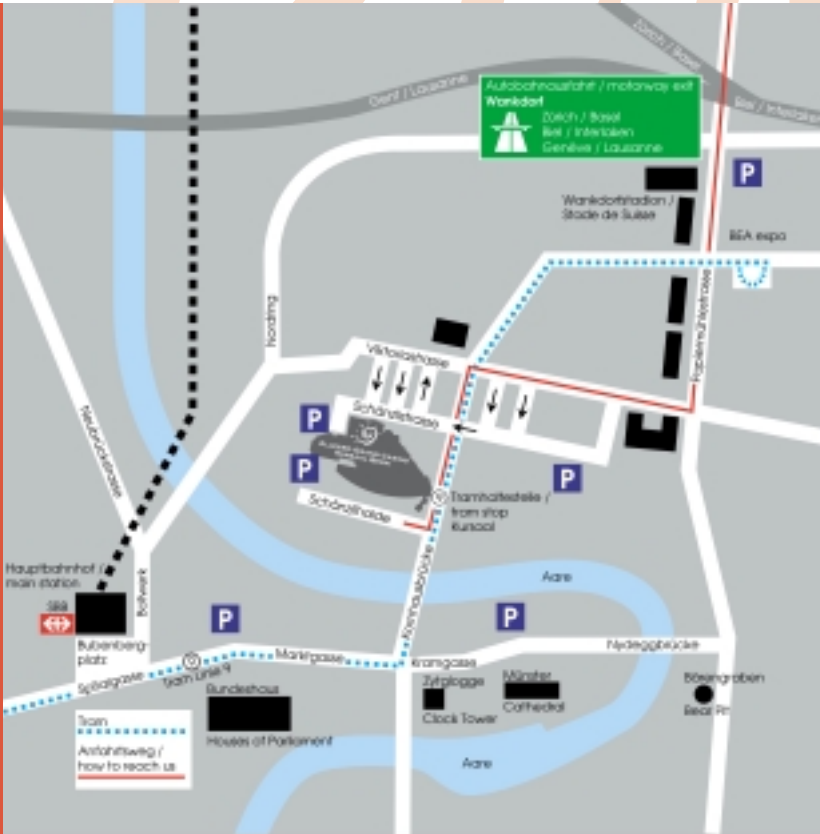 Zürich / Basel
Genf / Lausanne
Biel / Interlaken
Autobahnausfahrt / motorway exit
Wankdorf
Zürich / Basel
Biel / Interlaken
Genève / Lausanne
P
Wankdorfstadion /
Stade de Suisse
BEA expo
Papiermühlestrasse
Nordring
Viktoriastrasse
Schänzlistrasse
P
P
P
Schänzlihalde
Tramhaltestelle /
tram stop
Kursaal
Neubrückstrasse
Kornhausbrücke
Hauptbahnhof /
main station
SBB
Bollwerk
Aare
P
P
Bubenberg-
platz
Spitalgasse
Tram Linie 9
Marktgasse
Kramgasse
Nydeggbrücke
Bundeshaus
Houses of Parliament
Zytglogge
Clock Tower
Münster
Cathedral
Bärengraben
Bear Pit
Tram
Anfahrtsweg /
how to reach us
Aare